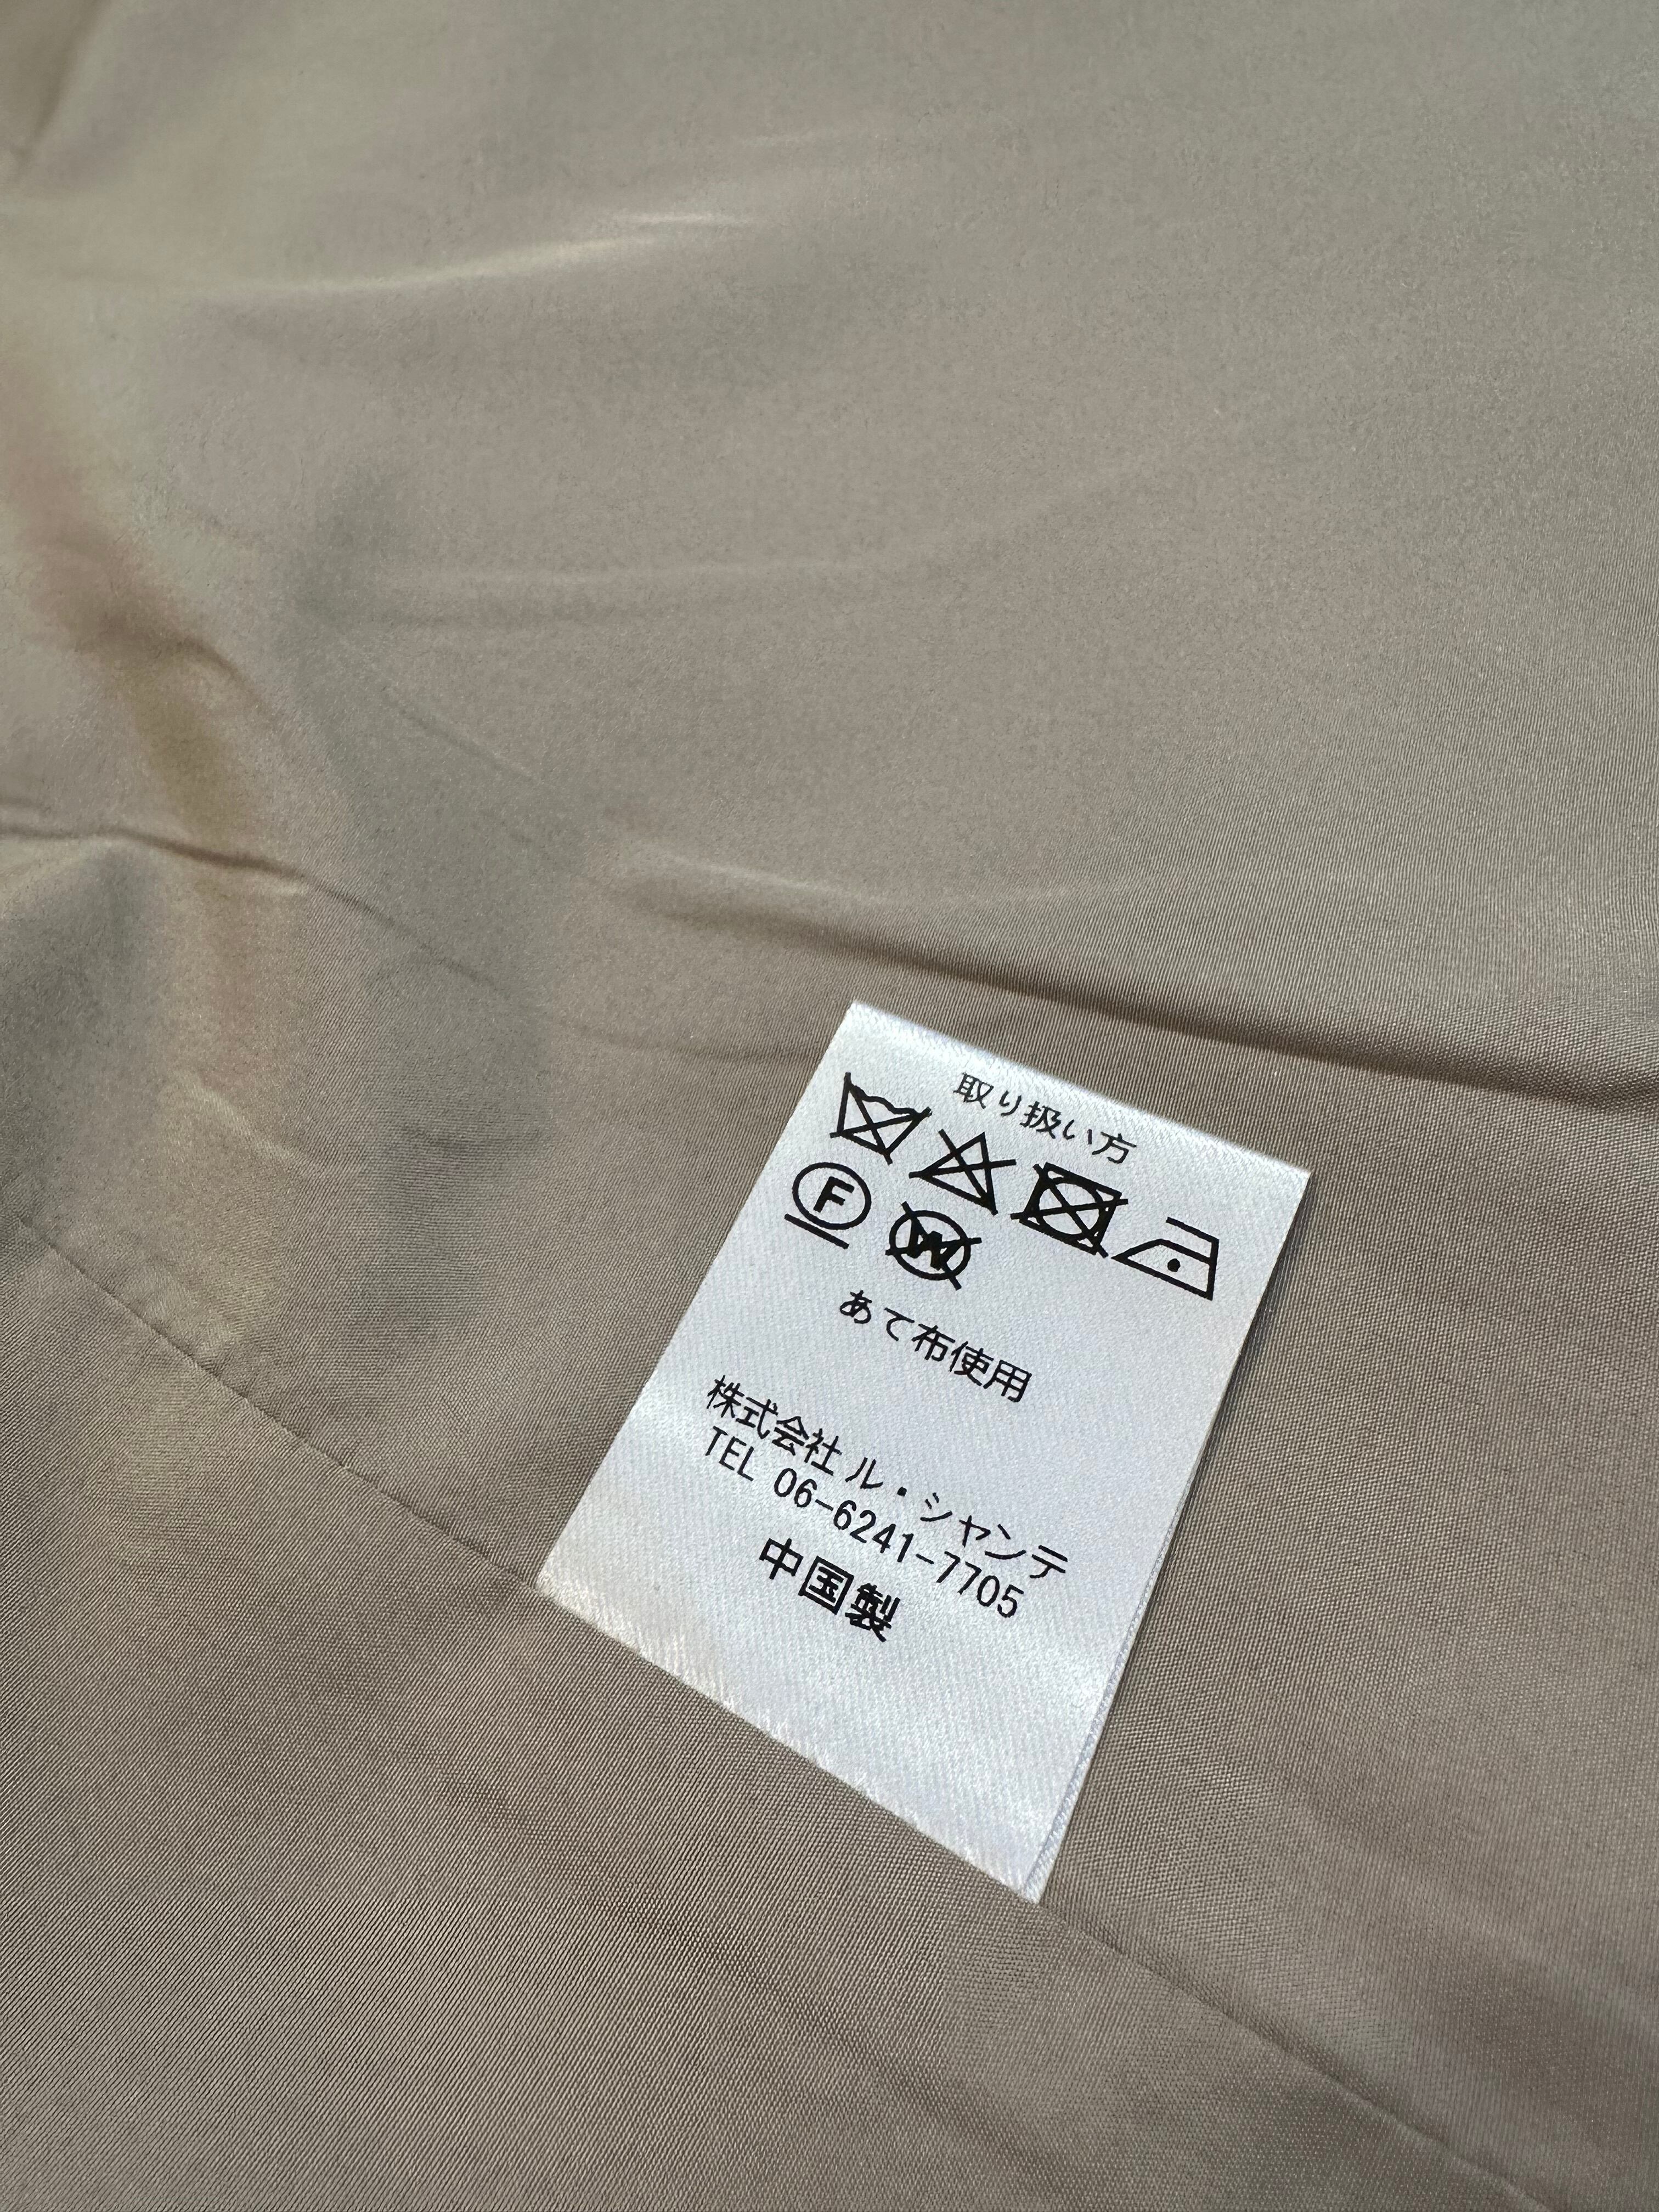 取り扱い方
F W
あて布使用
株式会社 ル・シャンテ
TEL 06-6241-7705
中国製